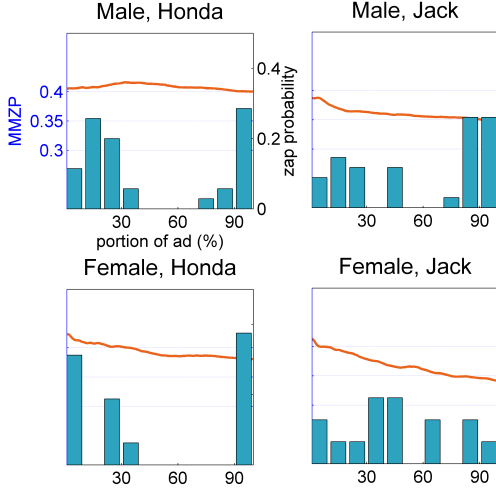 Male, Honda
Male, Jack
MMZP
0.4
0.35
0.3
0.4
0.2
0
zap probability
30 60 90
portion of ad (%)
30 60 90
Female, Honda
Female, Jack
30 60 90
30 60 90